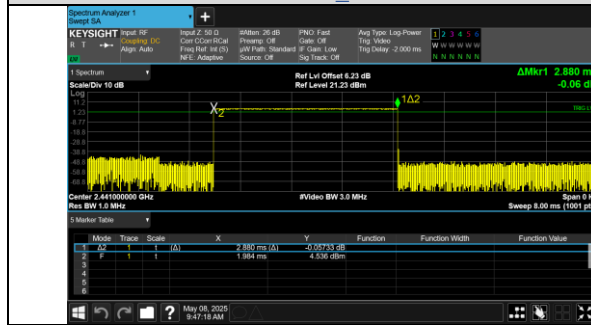 Spectrum Analyzer 1
Swept SA
+
KEYSIGHT Input: RF Input Z: 50 Ω #Atten: 26 dB PNO: Fast Avg Type: Log-Power 1 2 3 4 5 6
R T Coupling: DC Corr CCorr RCal Preamp: Off Gate: Off Trig: Video W W W W W W
Align: Auto Freq Ref: Int (S) µW Path: Standard IF Gain: Low Trig Delay: -2.000 ms
NFE: Adaptive Source: Off Sig Track: Off N N N N N N
1 Spectrum Ref Lvl Offset 6.23 dB ΔMkr1 2.880 m
Scale/Div 10 dB Ref Level 21.23 dBm -0.06 d
Log
11.2
1.23
-8.77
-18.8
-28.8
-38.8
-48.8
-58.8
-68.8
X2
1Δ2
Center 2.441000000 GHz #Video BW 3.0 MHz Span 0 H
Res BW 1.0 MHz Sweep 8.00 ms (1001 pt
5 Marker Table
Mode Trace Scale X Y Function Function Width Function Value
1 Δ2 1 t (Δ) 2.880 ms (Δ) -0.05733 dB
2 F 1 t 1.984 ms 4.536 dBm
3
4
5
6
? May 08, 2025
9:47:18 AM